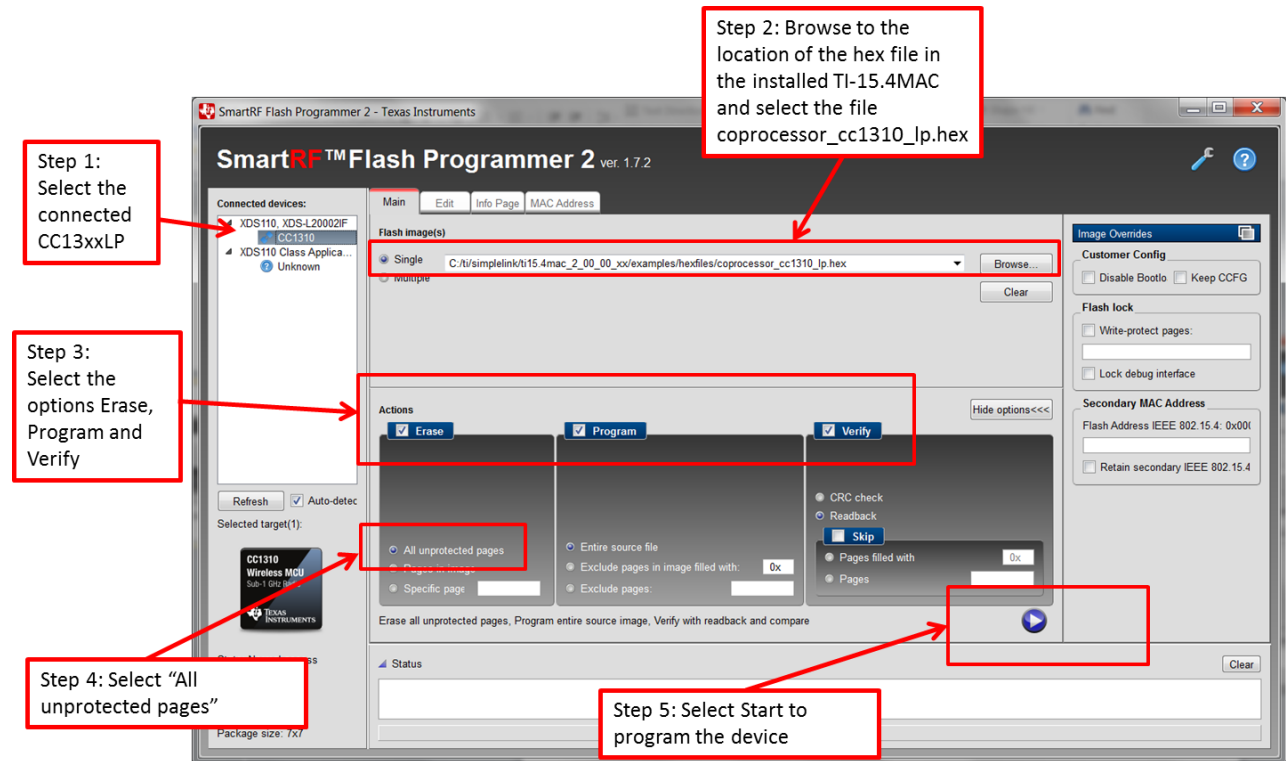 Step 2: Browse to the
location of the hex file in
the installed TI-15.4MAC
and select the file
coprocessor_cc1310_lp.hex
SmartRF Flash Programmer 2 - Texas Instruments
Step 1:
Select the
connected
CC13xxLP
SmartRF™Flash Programmer 2 ver. 1.7.2
Connected devices:
XDS110, XDS-L20002IF
CC1310
XDS110 Class Applica...
Unknown
Main
Edit
Info Page
MAC Address
Flash image(s)
Single
C:/ti/simplelink/ti15.4mac_2_00_00_xx/examples/hexfiles/coprocessor_cc1310_lp.hex
Browse...
Multiple
Clear
Image Overrides
Customer Config
Disable Bootlo
Keep CCFG
Flash lock
Write-protect pages:
Lock debug interface
Secondary MAC Address
Flash Address IEEE 802.15.4: 0x00(
Retain secondary IEEE 802.15.4
Step 3:
Select the
options Erase,
Program and
Verify
Actions
Hide options<<<
Erase
Program
Verify
CRC check
Readback
Skip
All unprotected pages
Pages in image
Specific page
Entire source file
Exclude pages in image filled with:
0x
Exclude pages:
Pages filled with
0x
Pages
Erase all unprotected pages, Program entire source image, Verify with readback and compare
Refresh
Auto-detec
Selected target(1):
CC1310
Wireless MCU
Sub-1 GHz
TEXAS
INSTRUMENTS
Status
Clear
Step 4: Select “All
unprotected pages”
Step 5: Select Start to
program the device
Package size: 7x7